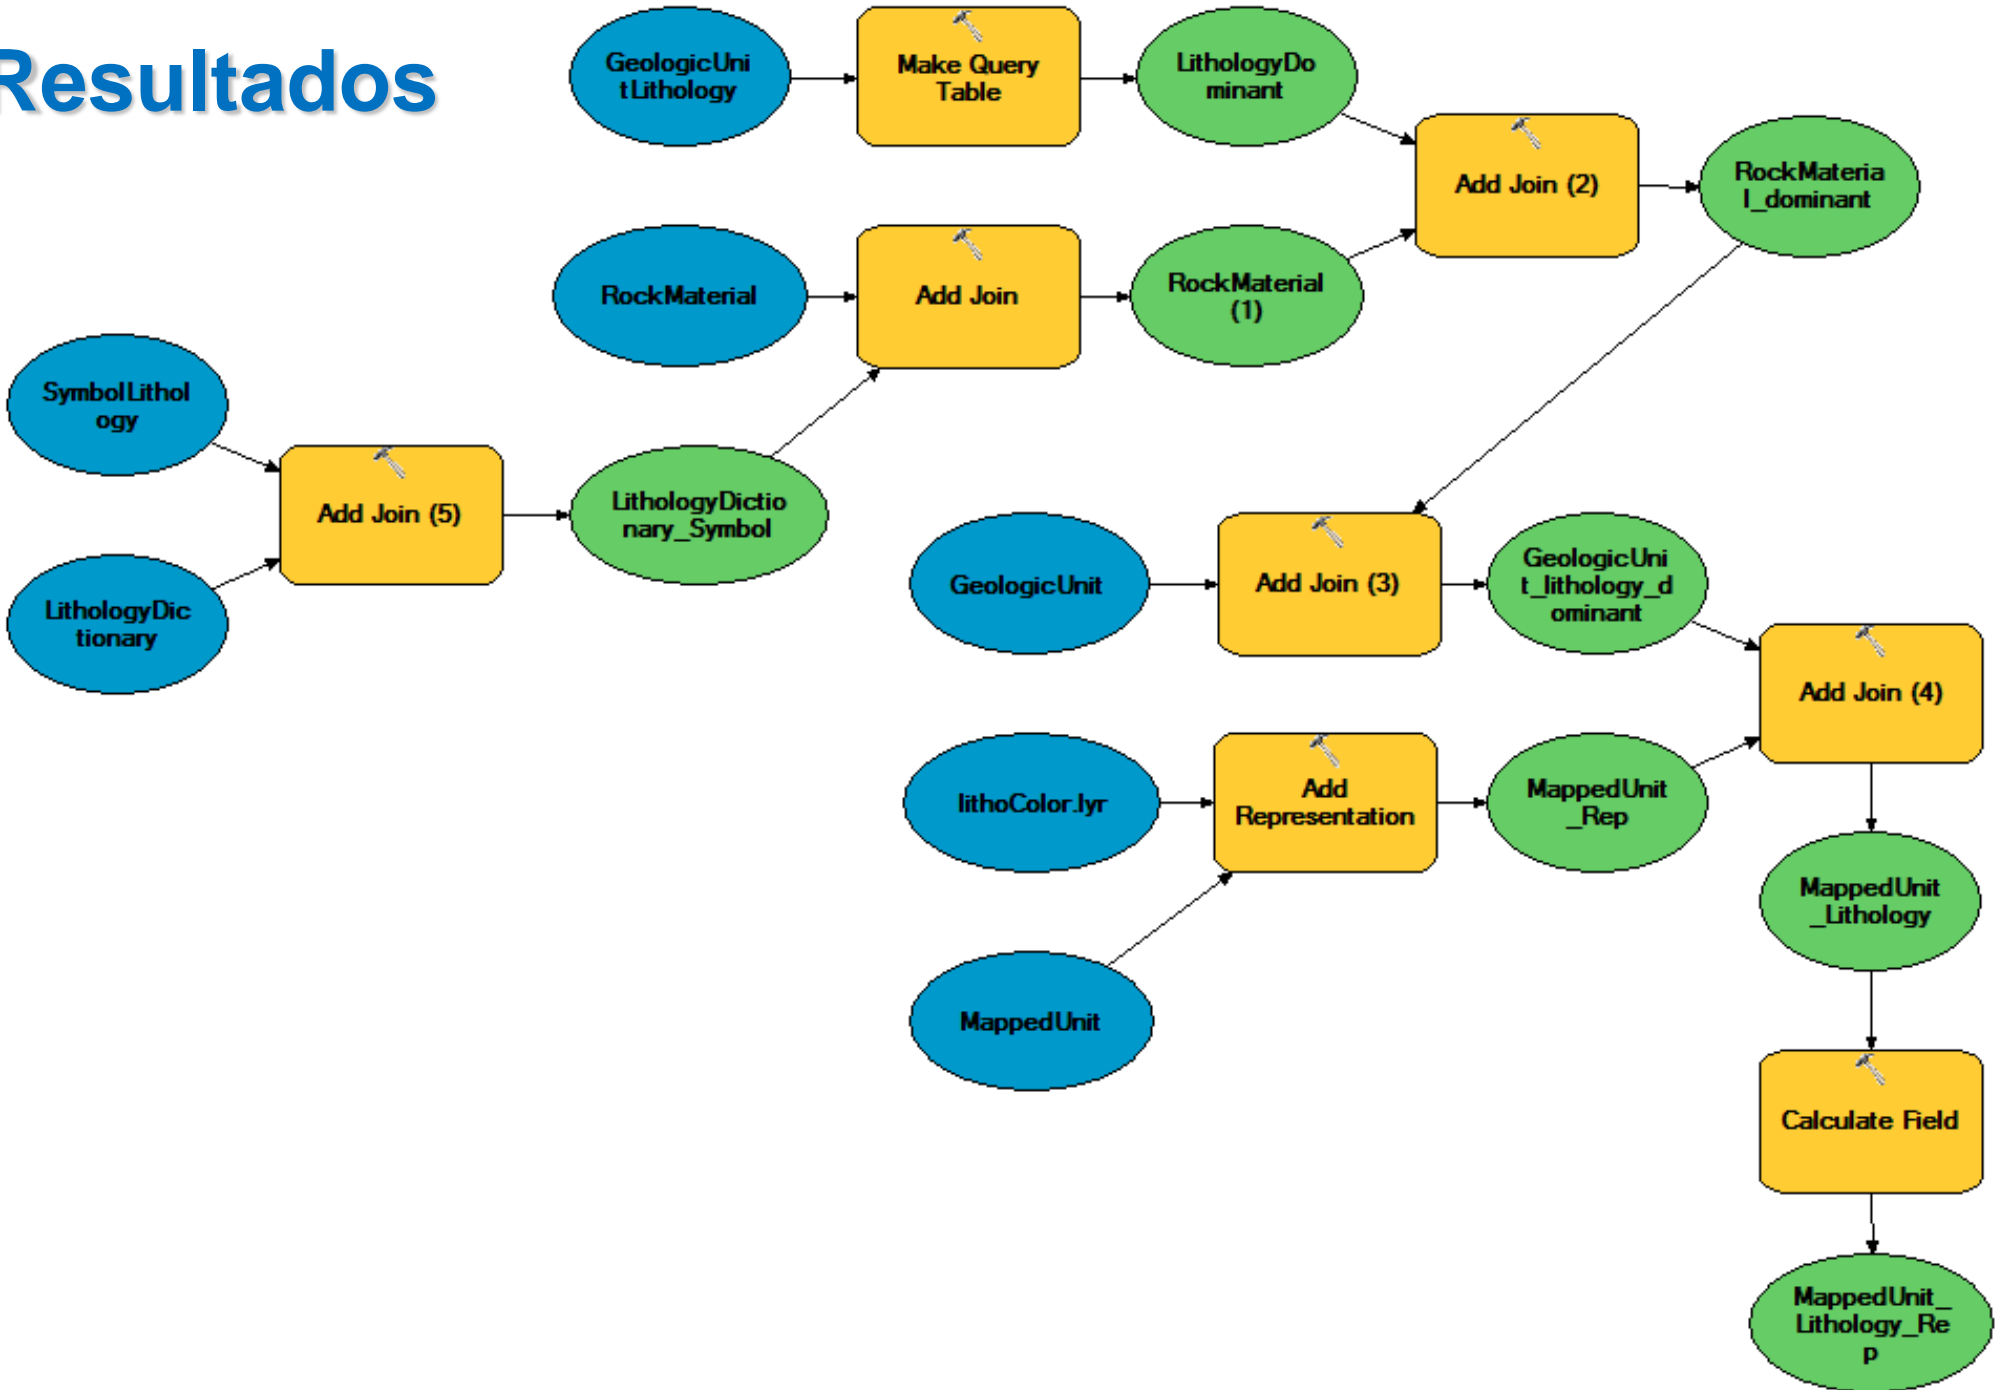 Resultados
GeologicUni
tLithology
Make Query
Table
LithologyDo
minant
Add Join (2)
RockMateria
l_dominant
RockMaterial
Add Join
RockMaterial
(1)
SymbolLithol
ogy
Add Join (5)
LithologyDictio
nary_Symbol
LithologyDic
tionary
GeologicUnit
Add Join (3)
GeologicUni
t_lithology_d
ominant
Add Join (4)
lithoColor.lyr
Add
Representation
MappedUnit
_Rep
MappedUnit
_Lithology
MappedUnit
Calculate Field
MappedUnit_
Lithology_Re
p